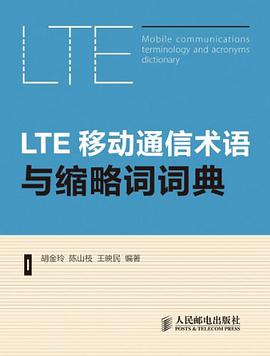 LTE
Mobile communications
terminology and acronyms
dictionary
LTE 移动通信术语
与缩略词词典
胡金玲 陈山枝 王映民 编著
人民邮电出版社
POSTS & TELECOM PRESS